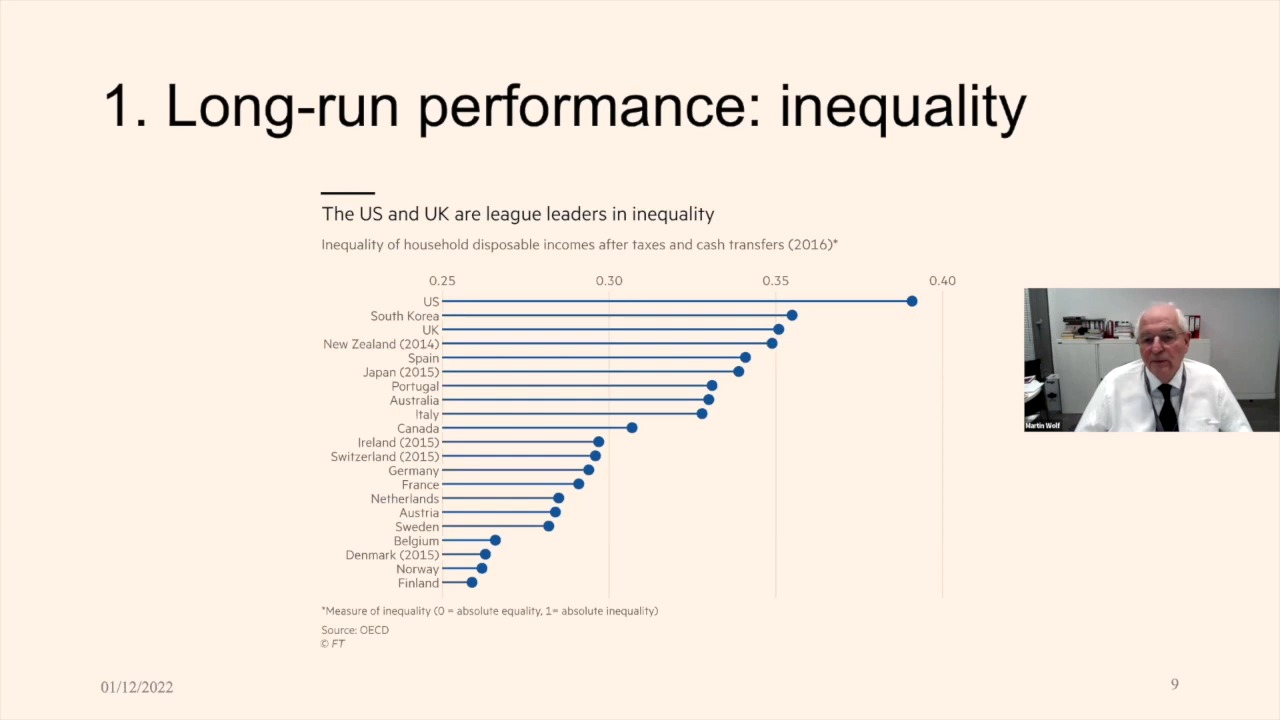 1. Long-run performance: inequality
The US and UK are league leaders in inequality
Inequality of household disposable incomes after taxes and cash transfers (2016)*
0.25 0.30 0.35 0.40
US
South Korea
UK
New Zealand (2014)
Spain
Japan (2015)
Portugal
Australia
Italy
Canada
Ireland (2015)
Switzerland (2015)
Germany
France
Netherlands
Austria
Sweden
Belgium
Denmark (2015)
Norway
Finland
*Measure of inequality (0 = absolute equality, 1= absolute inequality)
Source: OECD
© FT
Martin Wolf
01/12/2022
9